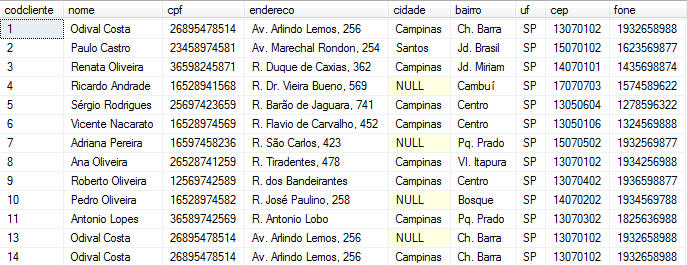 codcliente nome cpf endereco cidade bairro uf cep fone
1 Odival Costa 26895478514 Av. Arlindo Lemos, 256 Campinas Ch. Barra SP 13070102 1932658988
2 Paulo Castro 23458974581 Av. Marechal Rondon, 254 Santos Jd. Brasil SP 15070102 1623569877
3 Renata Oliveira 36598245871 R. Duque de Caxias, 362 Campinas Jd. Miriam SP 14070101 1435698874
4 Ricardo Andrade 16528941568 R. Dr. Vieira Bueno, 569 NULL Cambuí SP 17070703 1574589622
5 Sérgio Rodrigues 25697423659 R. Barão de Jaguara, 741 Campinas Centro SP 13050604 1278596322
6 Vicente Nacarato 16528974569 R. Flavio de Carvalho, 452 Campinas Centro SP 13050106 1324569888
7 Adriana Pereira 16597458236 R. São Carlos, 423 NULL Pq. Prado SP 15070502 1932569877
8 Ana Oliveira 26528741259 R. Tiradentes, 478 Campinas Vl. Itapura SP 13070102 1934256988
9 Roberto Oliveira 12569742589 R. dos Bandeirantes Campinas Centro SP 13070402 1936598877
10 Pedro Oliveira 16528974582 R. José Paulino, 258 NULL Bosque SP 14070202 1934569788
11 Antonio Lopes 36589742569 R. Antonio Lobo Campinas Pq. Prado SP 13070302 1825636988
13 Odival Costa 26895478514 Av. Arlindo Lemos, 256 NULL Ch. Barra SP 13070102 1932658988
14 Odival Costa 26895478514 Av. Arlindo Lemos, 256 Campinas Ch. Barra SP 13070102 1932658988